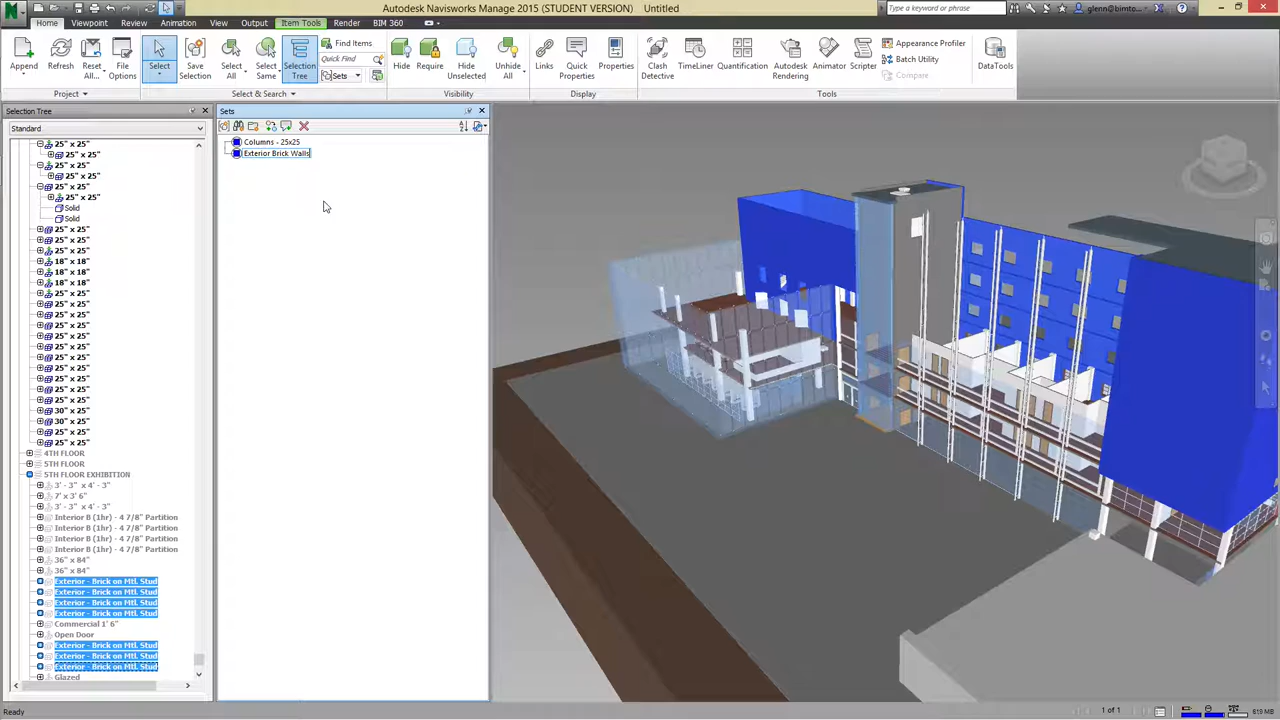 Autodesk Navisworks Manage 2015 (STUDENT VERSION) Untitled
Type a keyword or phrase
glenn@bimto...
Home Viewpoint Review Animation View Output Item Tools Render BIM 360
Append
Refresh
Reset All...
File Options
Select
Save Selection
Select All
Select Same
Selection Tree
Find Items
Quick Find
Sets
Hide
Require
Hide Unselected
Unhide All
Links
Quick Properties
Properties
Clash Detective
TimeLiner
Quantification
Autodesk Rendering
Animator
Scripter
Appearance Profiler
Batch Utility
Compare
DataTools
Project
Select & Search
Visibility
Display
Tools
Selection Tree
Standard
25" x 25"
25" x 25"
25" x 25"
25" x 25"
25" x 25"
25" x 25"
Solid
Solid
25" x 25"
25" x 25"
25" x 25"
18" x 18"
18" x 18"
18" x 18"
25" x 25"
25" x 25"
25" x 25"
25" x 25"
25" x 25"
25" x 25"
25" x 25"
25" x 25"
25" x 25"
25" x 25"
25" x 25"
30" x 25"
30" x 25"
25" x 25"
25" x 25"
4TH FLOOR
5TH FLOOR
5TH FLOOR EXHIBITION
3' - 3" x 4' - 3"
7' x 3' 6"
3' - 3" x 4' - 3"
Interior B (1hr) - 4 7/8" Partition
Interior B (1hr) - 4 7/8" Partition
Interior B (1hr) - 4 7/8" Partition
Interior B (1hr) - 4 7/8" Partition
36" x 84"
36" x 84"
Exterior - Brick on Mtl. Stud
Exterior - Brick on Mtl. Stud
Exterior - Brick on Mtl. Stud
Exterior - Brick on Mtl. Stud
Commercial 1' 6"
Open Door
Exterior - Brick on Mtl. Stud
Exterior - Brick on Mtl. Stud
Exterior - Brick on Mtl. Stud
Glazed
Sets
Columns - 25x25
Exterior Brick Walls
Ready
1 of 1
819 MB